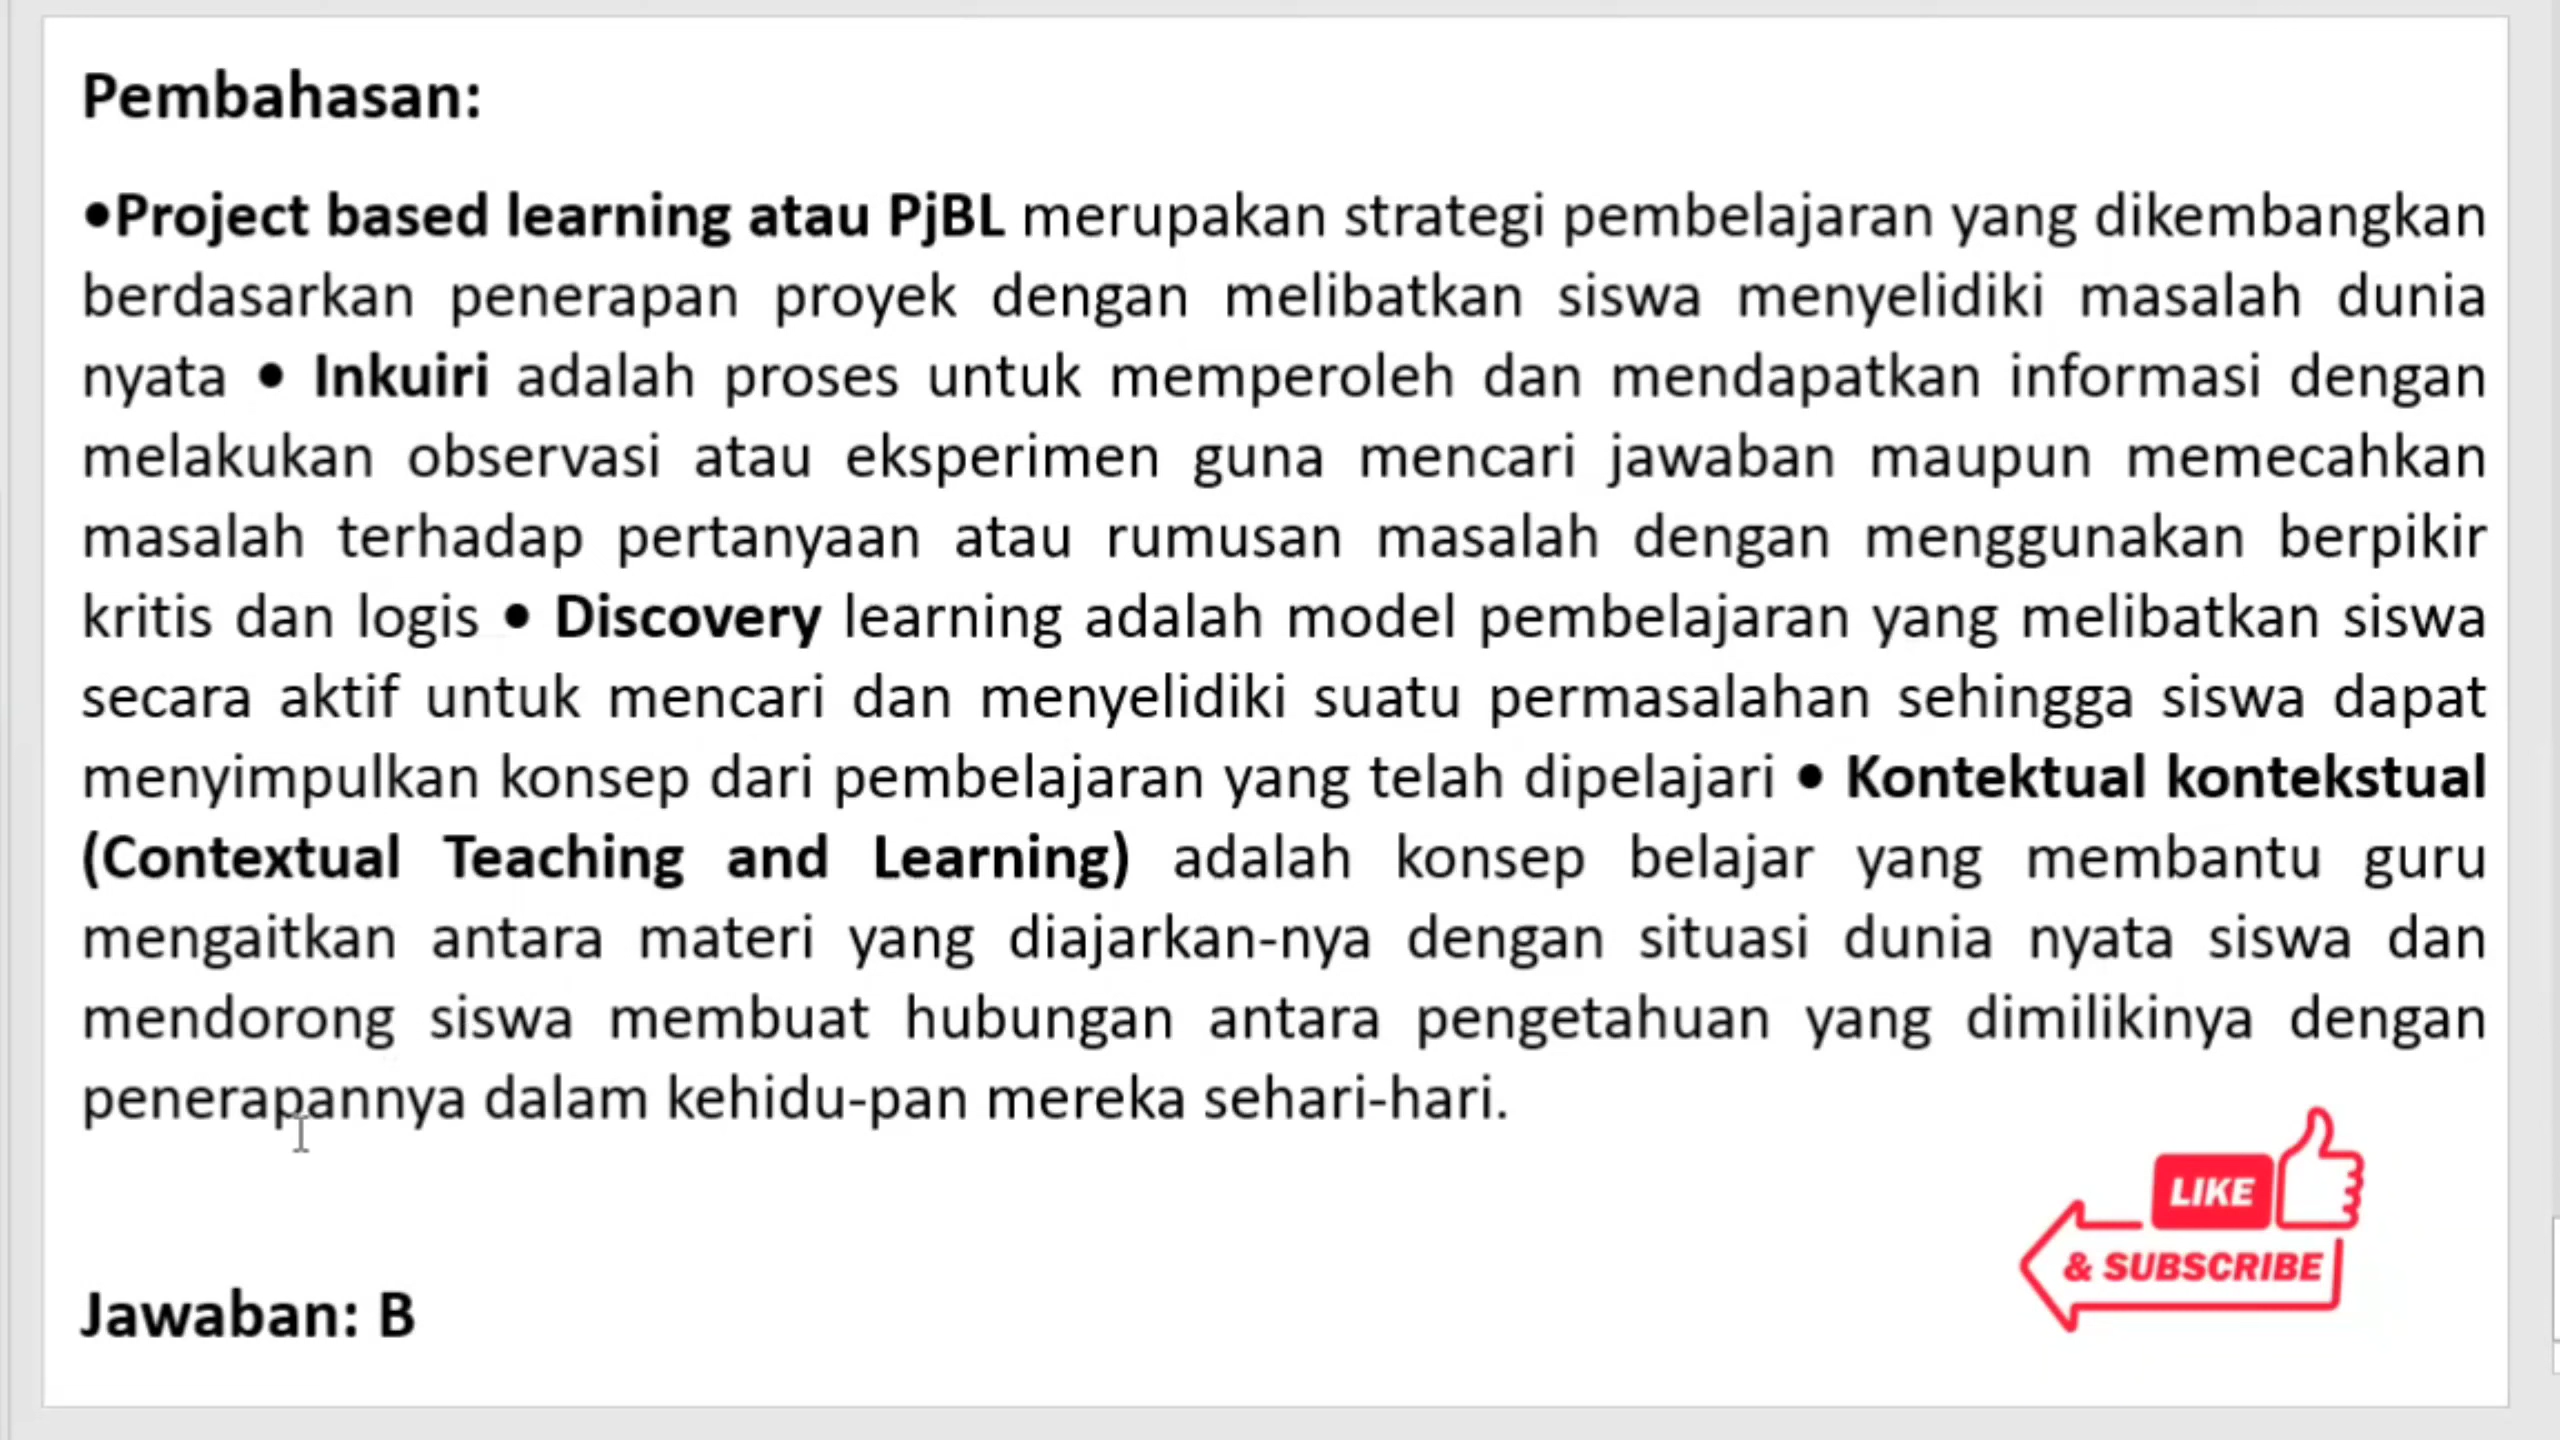 Pembahasan:
•Project based learning atau PjBL merupakan strategi pembelajaran yang dikembangkan
berdasarkan penerapan proyek dengan melibatkan siswa menyelidiki masalah dunia
nyata • Inkuiri adalah proses untuk memperoleh dan mendapatkan informasi dengan
melakukan observasi atau eksperimen guna mencari jawaban maupun memecahkan
masalah terhadap pertanyaan atau rumusan masalah dengan menggunakan berpikir
kritis dan logis • Discovery learning adalah model pembelajaran yang melibatkan siswa
secara aktif untuk mencari dan menyelidiki suatu permasalahan sehingga siswa dapat
menyimpulkan konsep dari pembelajaran yang telah dipelajari • Kontektual kontekstual
(Contextual Teaching and Learning) adalah konsep belajar yang membantu guru
mengaitkan antara materi yang diajarkan-nya dengan situasi dunia nyata siswa dan
mendorong siswa membuat hubungan antara pengetahuan yang dimilikinya dengan
penerapannya dalam kehidu-pan mereka sehari-hari.
LIKE
& SUBSCRIBE
Jawaban: B